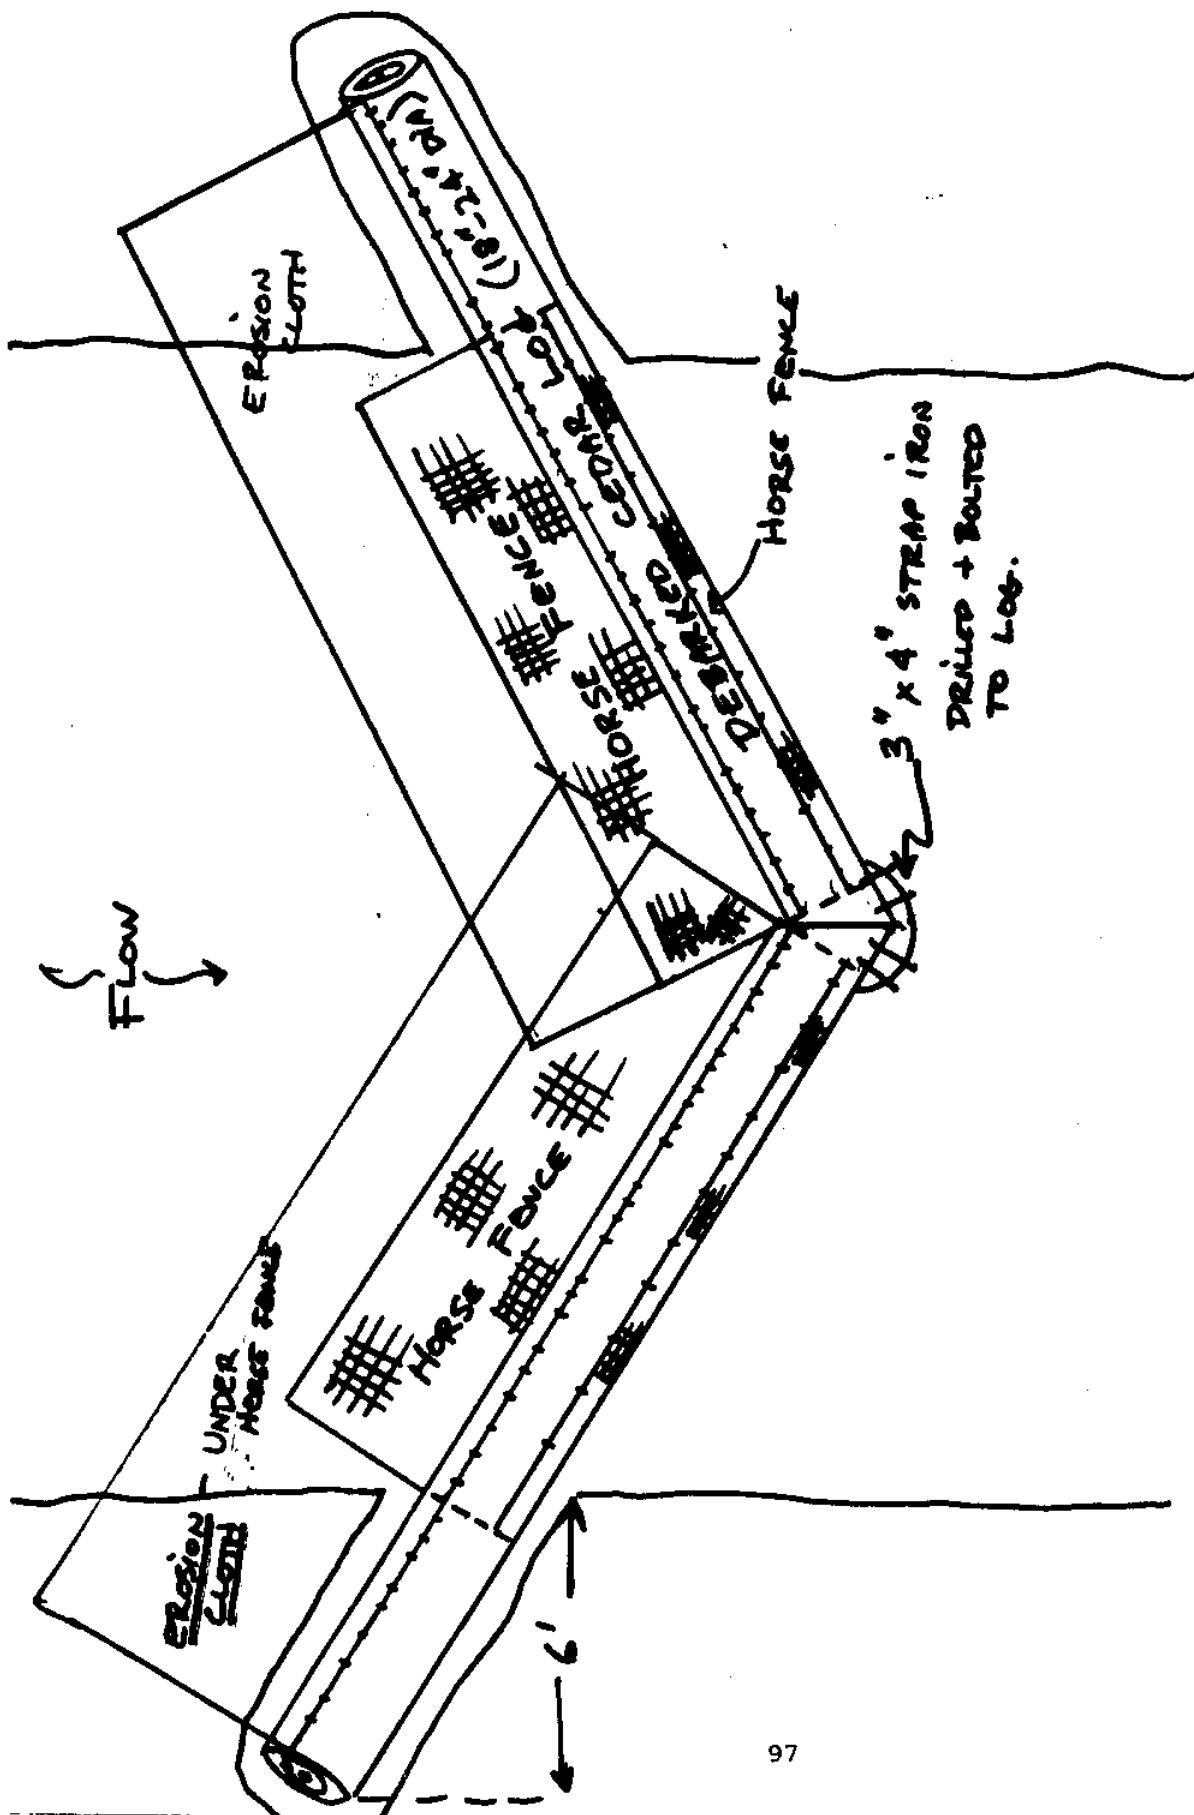 FLOW
EROSION
CLOTH
EROSION
CLOTH
UNDER
HORSE FENCE
HORSE FENCE
HORSE FENCE
DEBARKED CEDAR LOG (18"-24" DIA)
HORSE FENCE
3" x 4" STRAP IRON
DRILLED + BOLTED
TO LOG.
6'
97